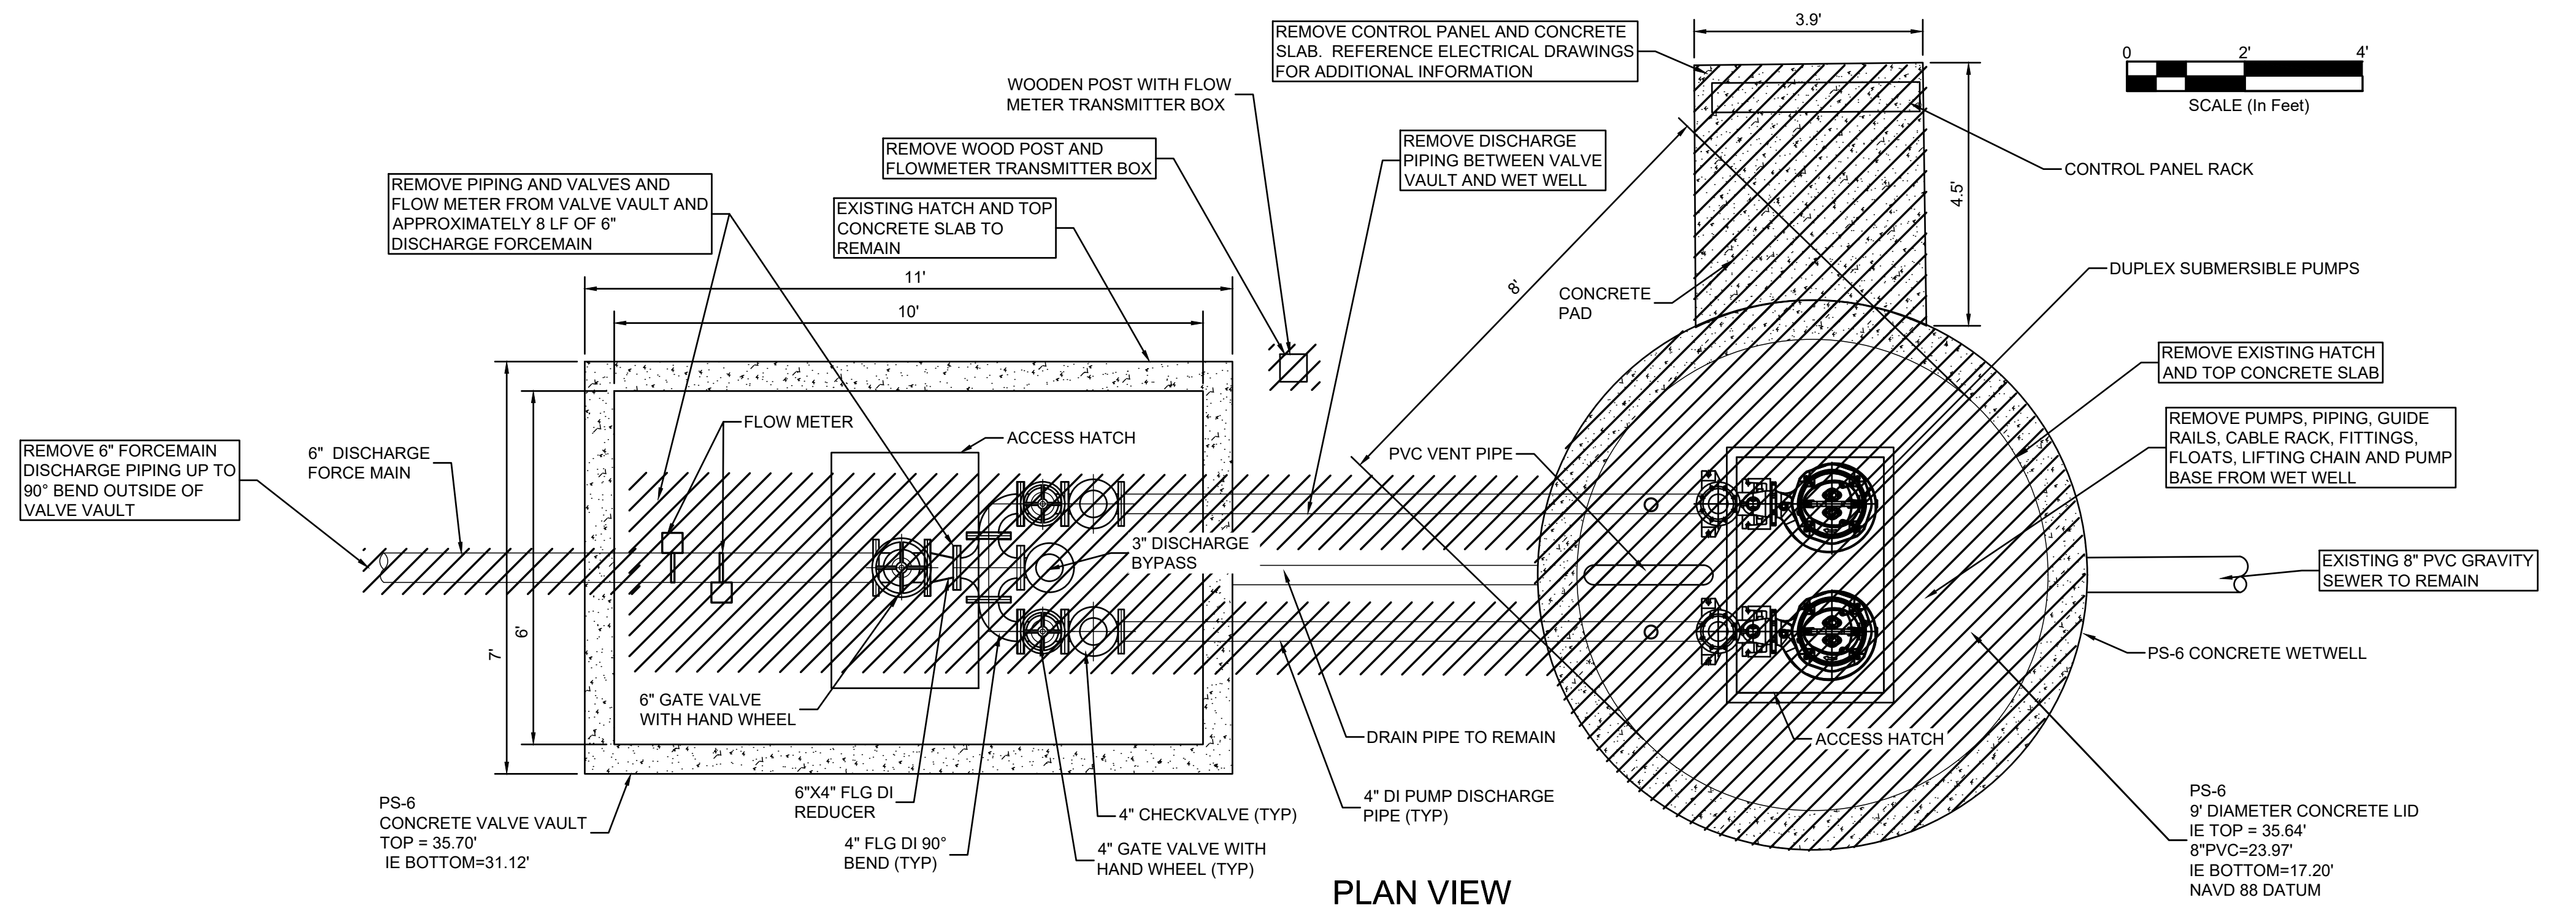 REMOVE CONTROL PANEL AND CONCRETE
SLAB. REFERENCE ELECTRICAL DRAWINGS
FOR ADDITIONAL INFORMATION
3.9'
0 2' 4'
SCALE (In Feet)
WOODEN POST WITH FLOW
METER TRANSMITTER BOX
REMOVE WOOD POST AND
FLOWMETER TRANSMITTER BOX
REMOVE DISCHARGE
PIPING BETWEEN VALVE
VAULT AND WET WELL
CONTROL PANEL RACK
4.5'
REMOVE PIPING AND VALVES AND
FLOW METER FROM VALVE VAULT AND
APPROXIMATELY 8 LF OF 6"
DISCHARGE FORCEMAIN
EXISTING HATCH AND TOP
CONCRETE SLAB TO
REMAIN
11'
10'
8'
CONCRETE
PAD
DUPLEX SUBMERSIBLE PUMPS
REMOVE EXISTING HATCH
AND TOP CONCRETE SLAB
REMOVE PUMPS, PIPING, GUIDE
RAILS, CABLE RACK, FITTINGS,
FLOATS, LIFTING CHAIN AND PUMP
BASE FROM WET WELL
REMOVE 6" FORCEMAIN
DISCHARGE PIPING UP TO
90° BEND OUTSIDE OF
VALVE VAULT
6" DISCHARGE
FORCE MAIN
FLOW METER
ACCESS HATCH
PVC VENT PIPE
3" DISCHARGE
BYPASS
EXISTING 8" PVC GRAVITY
SEWER TO REMAIN
7'
6'
PS-6 CONCRETE WETWELL
6" GATE VALVE
WITH HAND WHEEL
DRAIN PIPE TO REMAIN
ACCESS HATCH
PS-6
CONCRETE VALVE VAULT
TOP = 35.70'
IE BOTTOM=31.12'
6"X4" FLG DI
REDUCER
4" FLG DI 90°
BEND (TYP)
4" CHECKVALVE (TYP)
4" GATE VALVE WITH
HAND WHEEL (TYP)
4" DI PUMP DISCHARGE
PIPE (TYP)
PS-6
9' DIAMETER CONCRETE LID
IE TOP = 35.64'
8"PVC=23.97'
IE BOTTOM=17.20'
NAVD 88 DATUM
PLAN VIEW